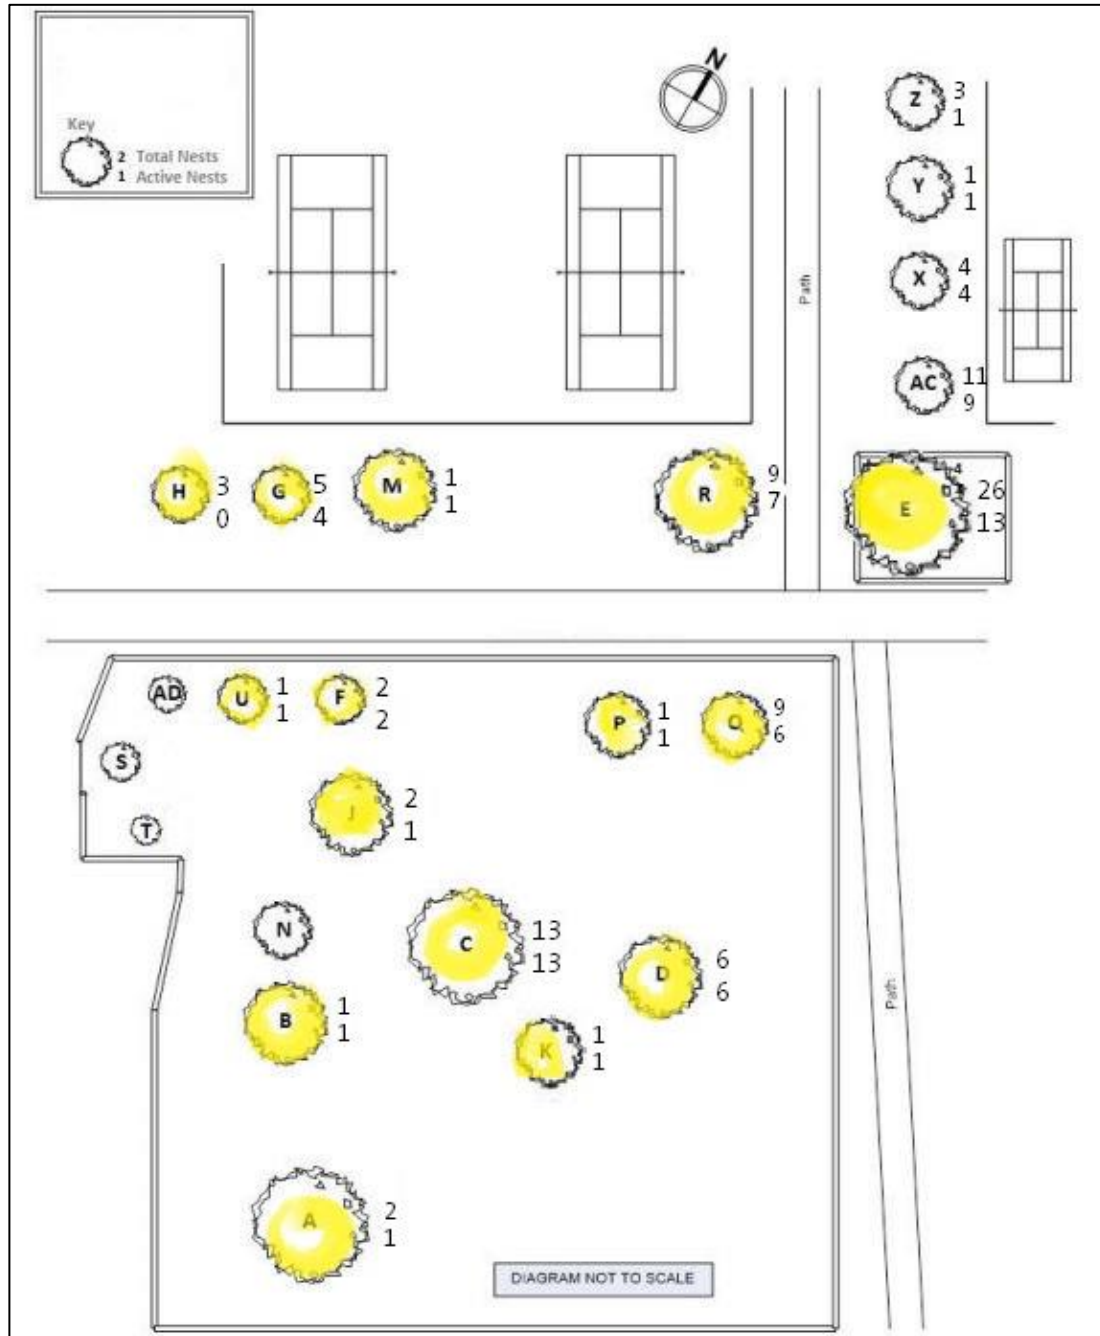 N
Key
2 Total Nests
1 Active Nests
Z 3
1
Y 1
1
Path
X 4
4
AC 11
9
H 3
0
G 5
4
M 1
1
R 9
7
E 26
13
AD
U 1
1
F 2
2
P 1
1
Q 9
6
S
T
J 2
1
N
C 13
13
D 6
6
B 1
1
K 1
1
Path
A 2
1
DIAGRAM NOT TO SCALE